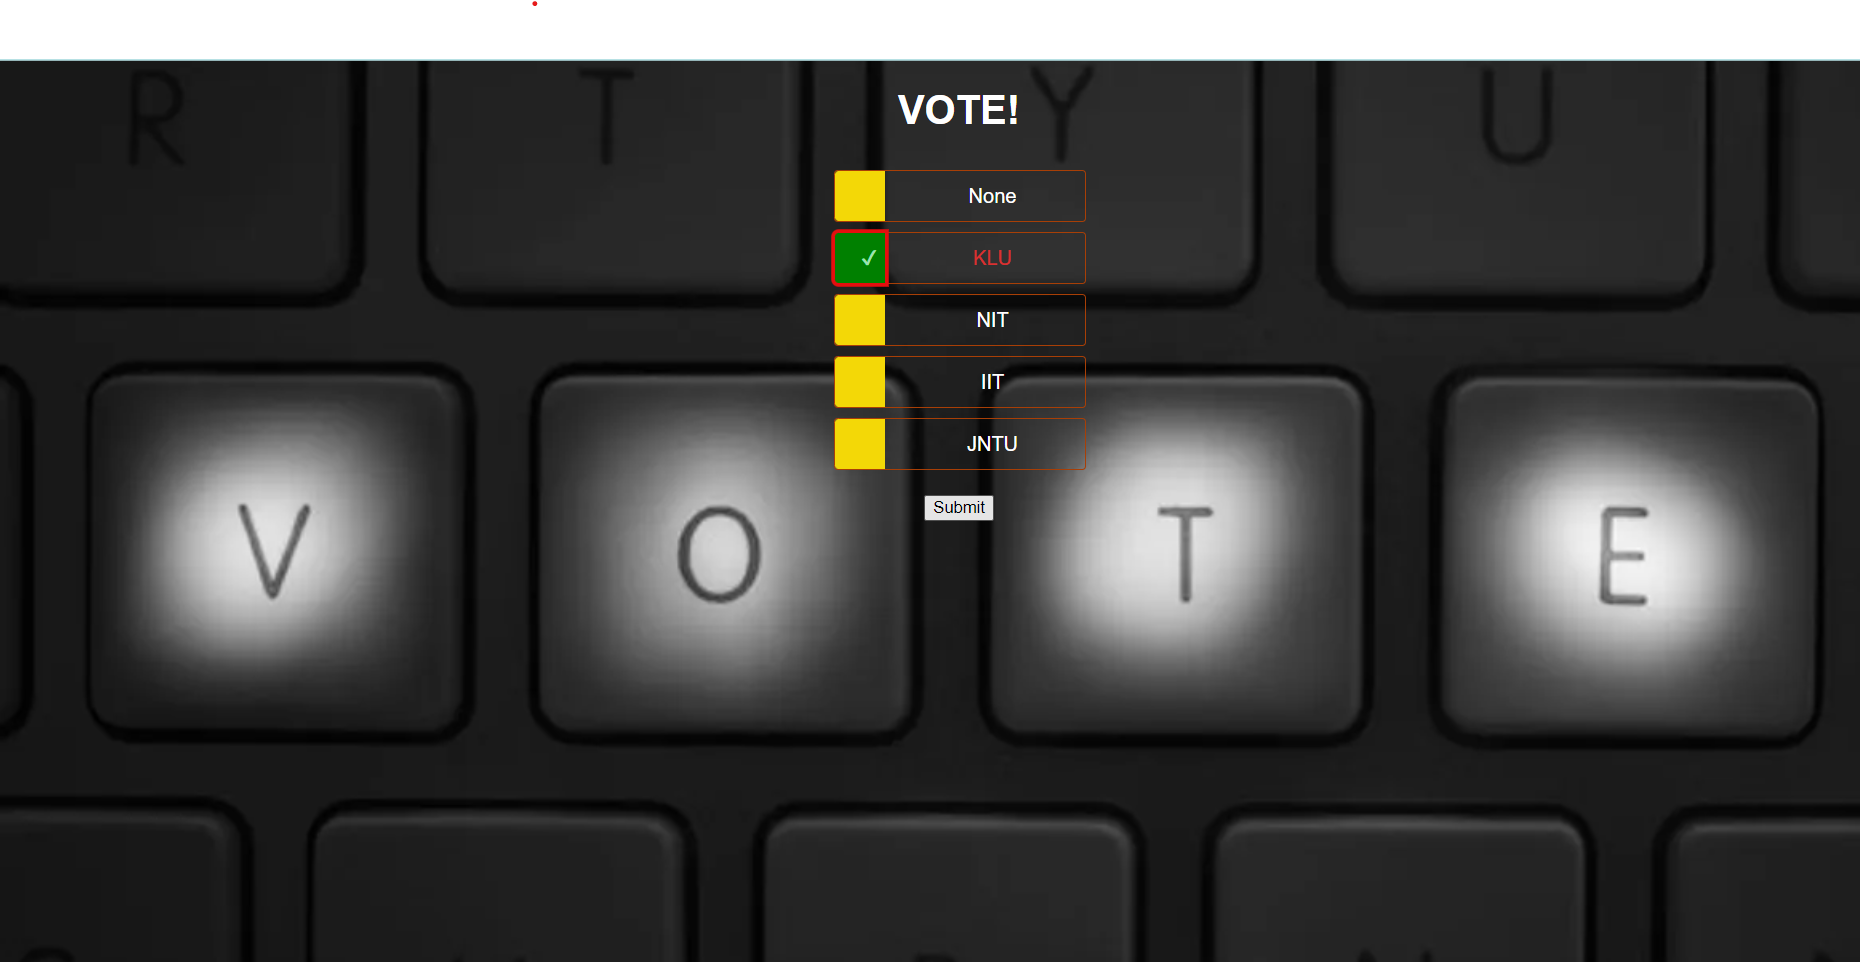 R T Y U
VOTE!
None
✓ KLU
NIT
IIT
JNTU
Submit
V O T E